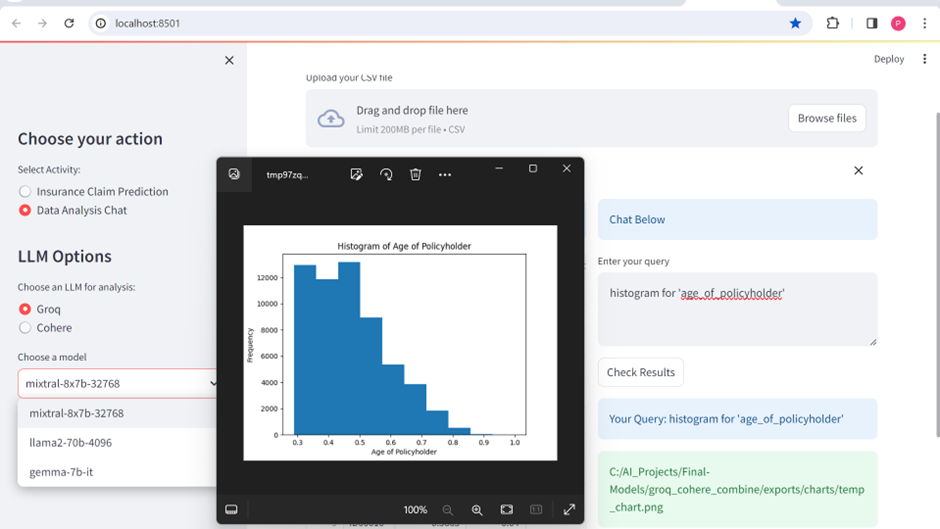 localhost:8501
P
Deploy
Choose your action
Select Activity:
Insurance Claim Prediction
Data Analysis Chat
LLM Options
Choose an LLM for analysis:
Groq
Cohere
Choose a model
mixtral-8x7b-32768
mixtral-8x7b-32768
llama2-70b-4096
gemma-7b-it
Upload your CSV file
Drag and drop file here
Limit 200MB per file • CSV
Browse files
tmp97zq...
Histogram of Age of Policyholder
Frequency
12000
10000
8000
6000
4000
2000
0
0.3 0.4 0.5 0.6 0.7 0.8 0.9 1.0
Age of Policyholder
100%
Chat Below
Enter your query
histogram for 'age_of_policyholder'
Check Results
Your Query: histogram for 'age_of_policyholder'
C:/AI_Projects/Final-
Models/groq_cohere_combine/exports/charts/temp
_chart.png